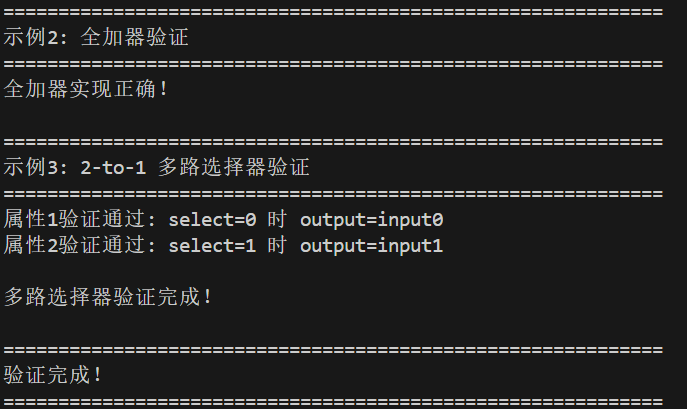 ============================================================
示例2: 全加器验证
============================================================
全加器实现正确!
============================================================
示例3: 2-to-1 多路选择器验证
============================================================
属性1验证通过: select=0 时 output=input0
属性2验证通过: select=1 时 output=input1
多路选择器验证完成!
============================================================
验证完成!
============================================================